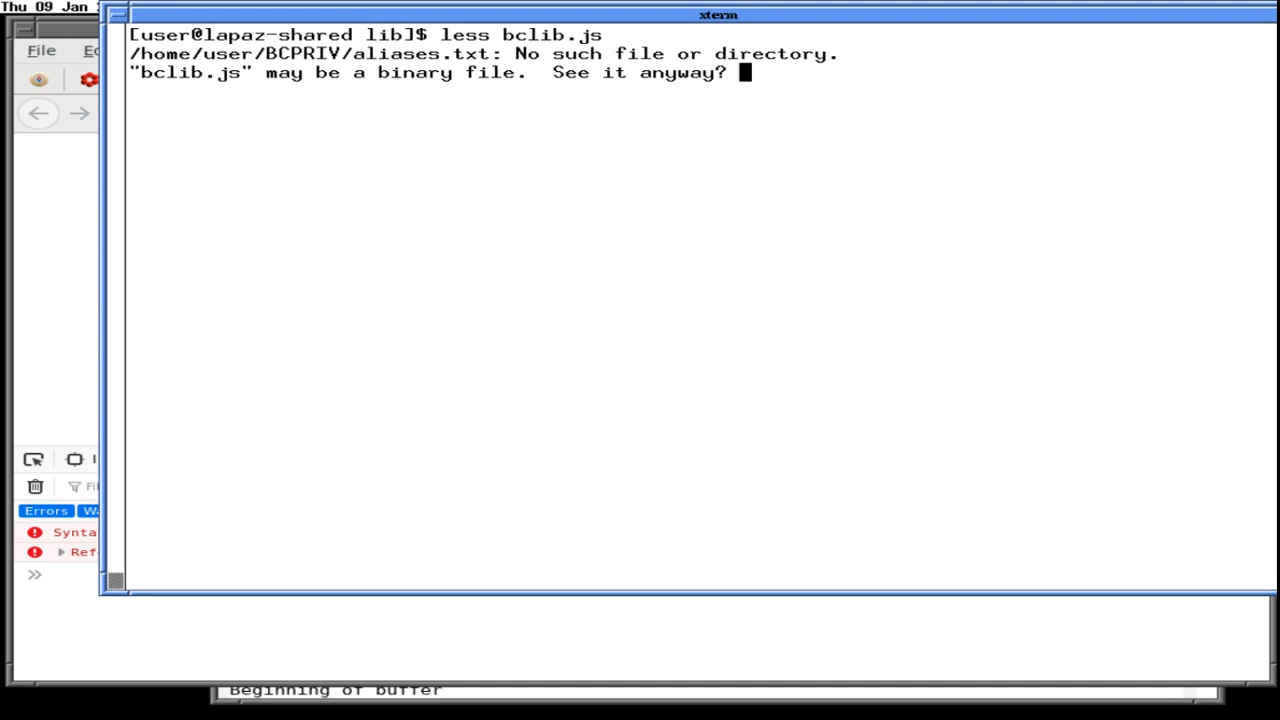 Thu 09 Jan
xterm
[user@lapaz-shared lib]$ less bclib.js
/home/user/BCPRIV/aliases.txt: No such file or directory.
"bclib.js" may be a binary file.  See it anyway?
File
Errors
Beginning of buffer